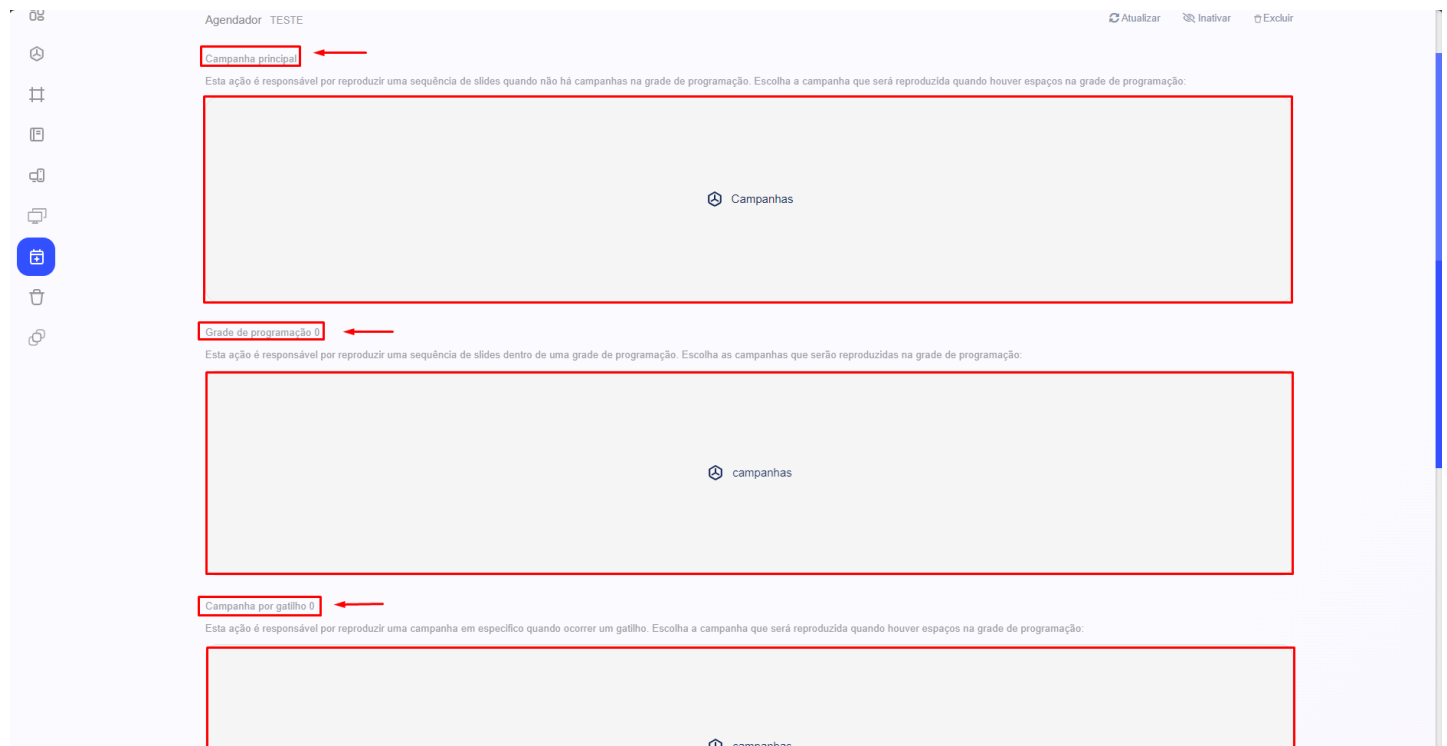 Agendador TESTE
Atualizar Inativar Excluir
Campanha principal
Esta ação é responsável por reproduzir uma sequência de slides quando não há campanhas na grade de programação. Escolha a campanha que será reproduzida quando houver espaços na grade de programação:
Campanhas
Grade de programação 0
Esta ação é responsável por reproduzir uma sequência de slides dentro de uma grade de programação. Escolha as campanhas que serão reproduzidas na grade de programação:
campanhas
Campanha por gatilho 0
Esta ação é responsável por reproduzir uma campanha em especifico quando ocorrer um gatilho. Escolha a campanha que será reproduzida quando houver espaços na grade de programação:
campanhas